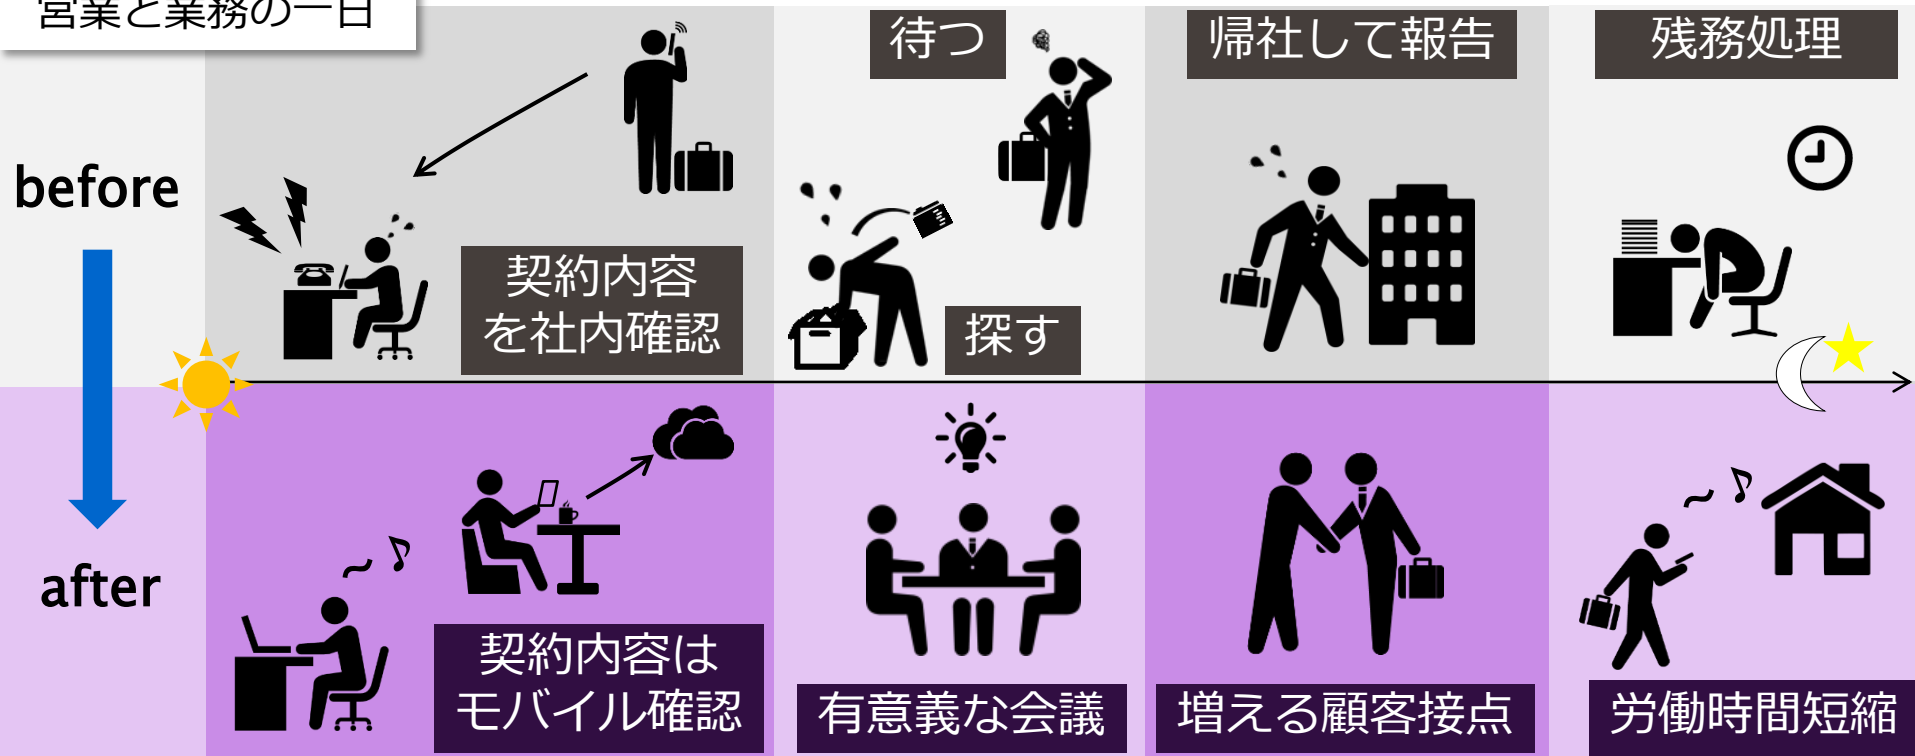 営業と業務の一日
before
契約内容
を社内確認
待つ
探す
帰社して報告
残務処理
after
契約内容は
モバイル確認
有意義な会議
増える顧客接点
労働時間短縮